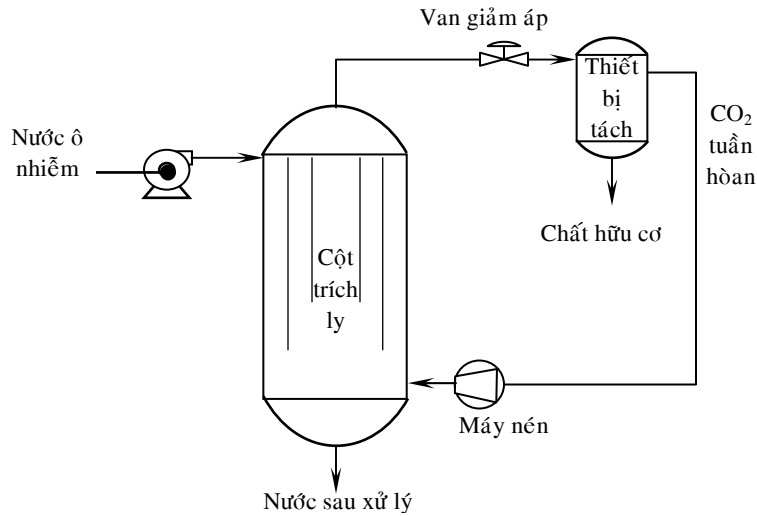 Van giảm áp
Thiết
bị
tách
CO₂
tuần
hòan
Nước ô
nhiễm
Chất hữu cơ
Cột
trích
ly
Máy nén
Nước sau xử lý